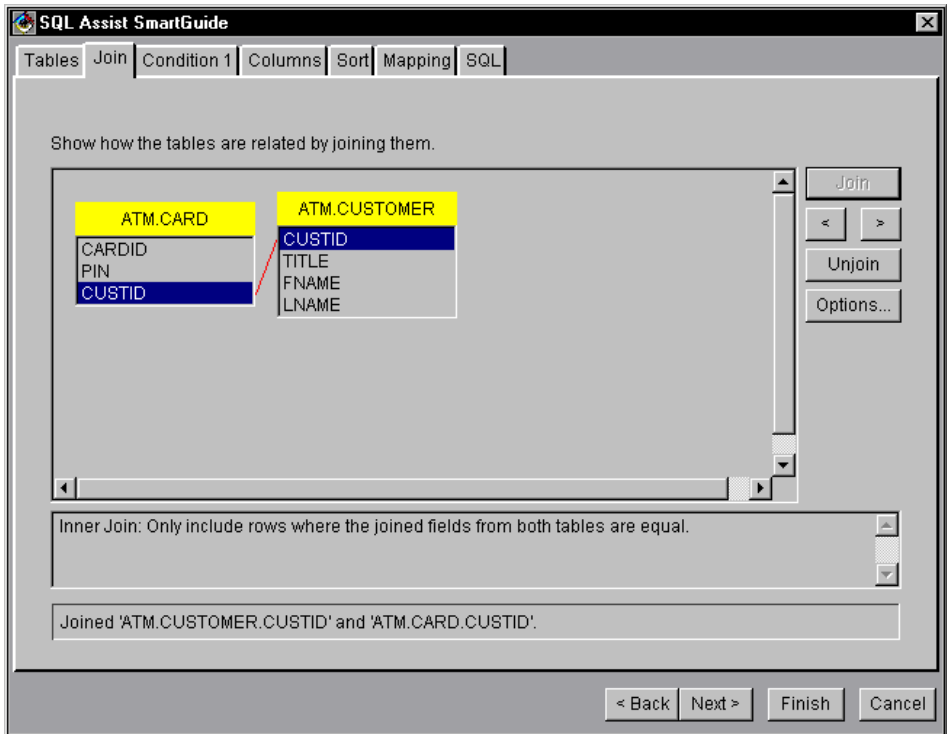 SQL Assist SmartGuide
Tables Join Condition 1 Columns Sort Mapping SQL
Show how the tables are related by joining them.
ATM.CARD
CARDID
PIN
CUSTID
ATM.CUSTOMER
CUSTID
TITLE
FNAME
LNAME
Join
< >
Unjoin
Options...
Inner Join: Only include rows where the joined fields from both tables are equal.
Joined 'ATM.CUSTOMER.CUSTID' and 'ATM.CARD.CUSTID'.
< Back Next > Finish Cancel